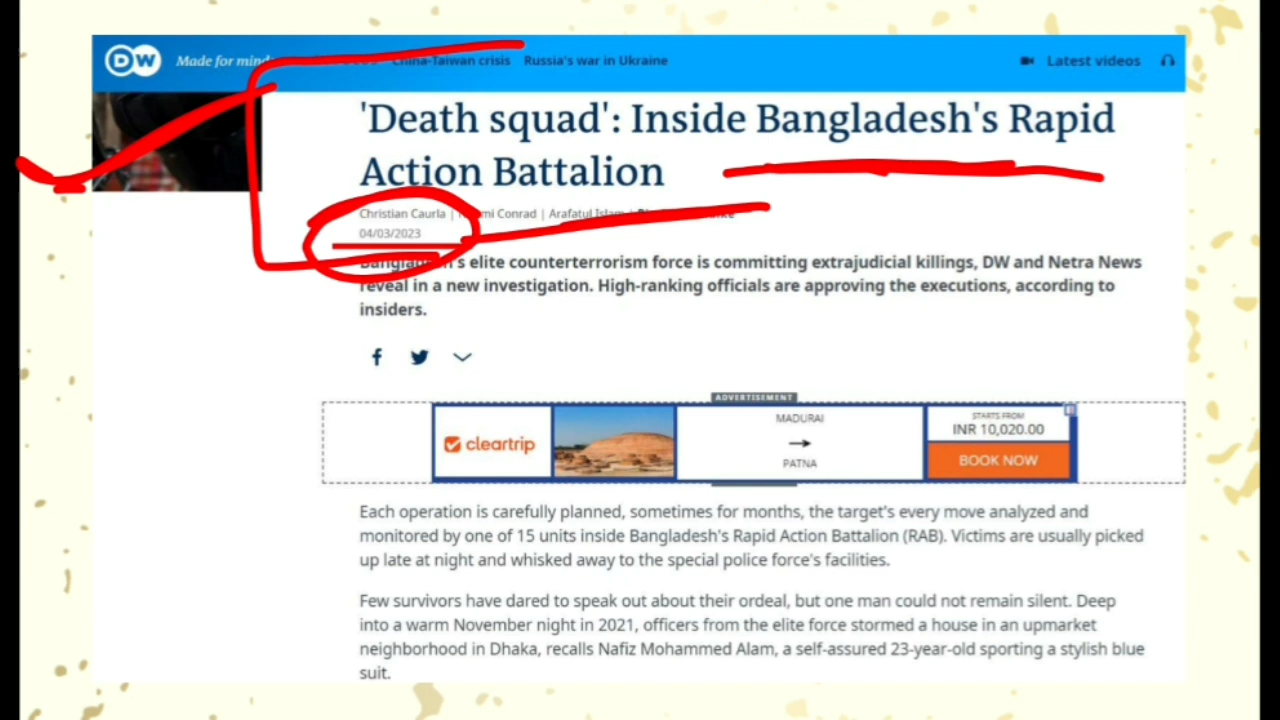 DW Made for minds China-Taiwan crisis Russia's war in Ukraine Latest videos
'Death squad': Inside Bangladesh's Rapid
Action Battalion
Christian Caurla | Conrad | Arafatul Islam |
04/03/2023
Bangladesh's elite counterterrorism force is committing extrajudicial killings, DW and Netra News
reveal in a new investigation. High-ranking officials are approving the executions, according to
insiders.
ADVERTISEMENT
cleartrip
MADURAI
PATNA
STARTS FROM
INR 10,020.00
BOOK NOW
Each operation is carefully planned, sometimes for months, the target's every move analyzed and
monitored by one of 15 units inside Bangladesh's Rapid Action Battalion (RAB). Victims are usually picked
up late at night and whisked away to the special police force's facilities.
Few survivors have dared to speak out about their ordeal, but one man could not remain silent. Deep
into a warm November night in 2021, officers from the elite force stormed a house in an upmarket
neighborhood in Dhaka, recalls Nafiz Mohammed Alam, a self-assured 23-year-old sporting a stylish blue
suit.